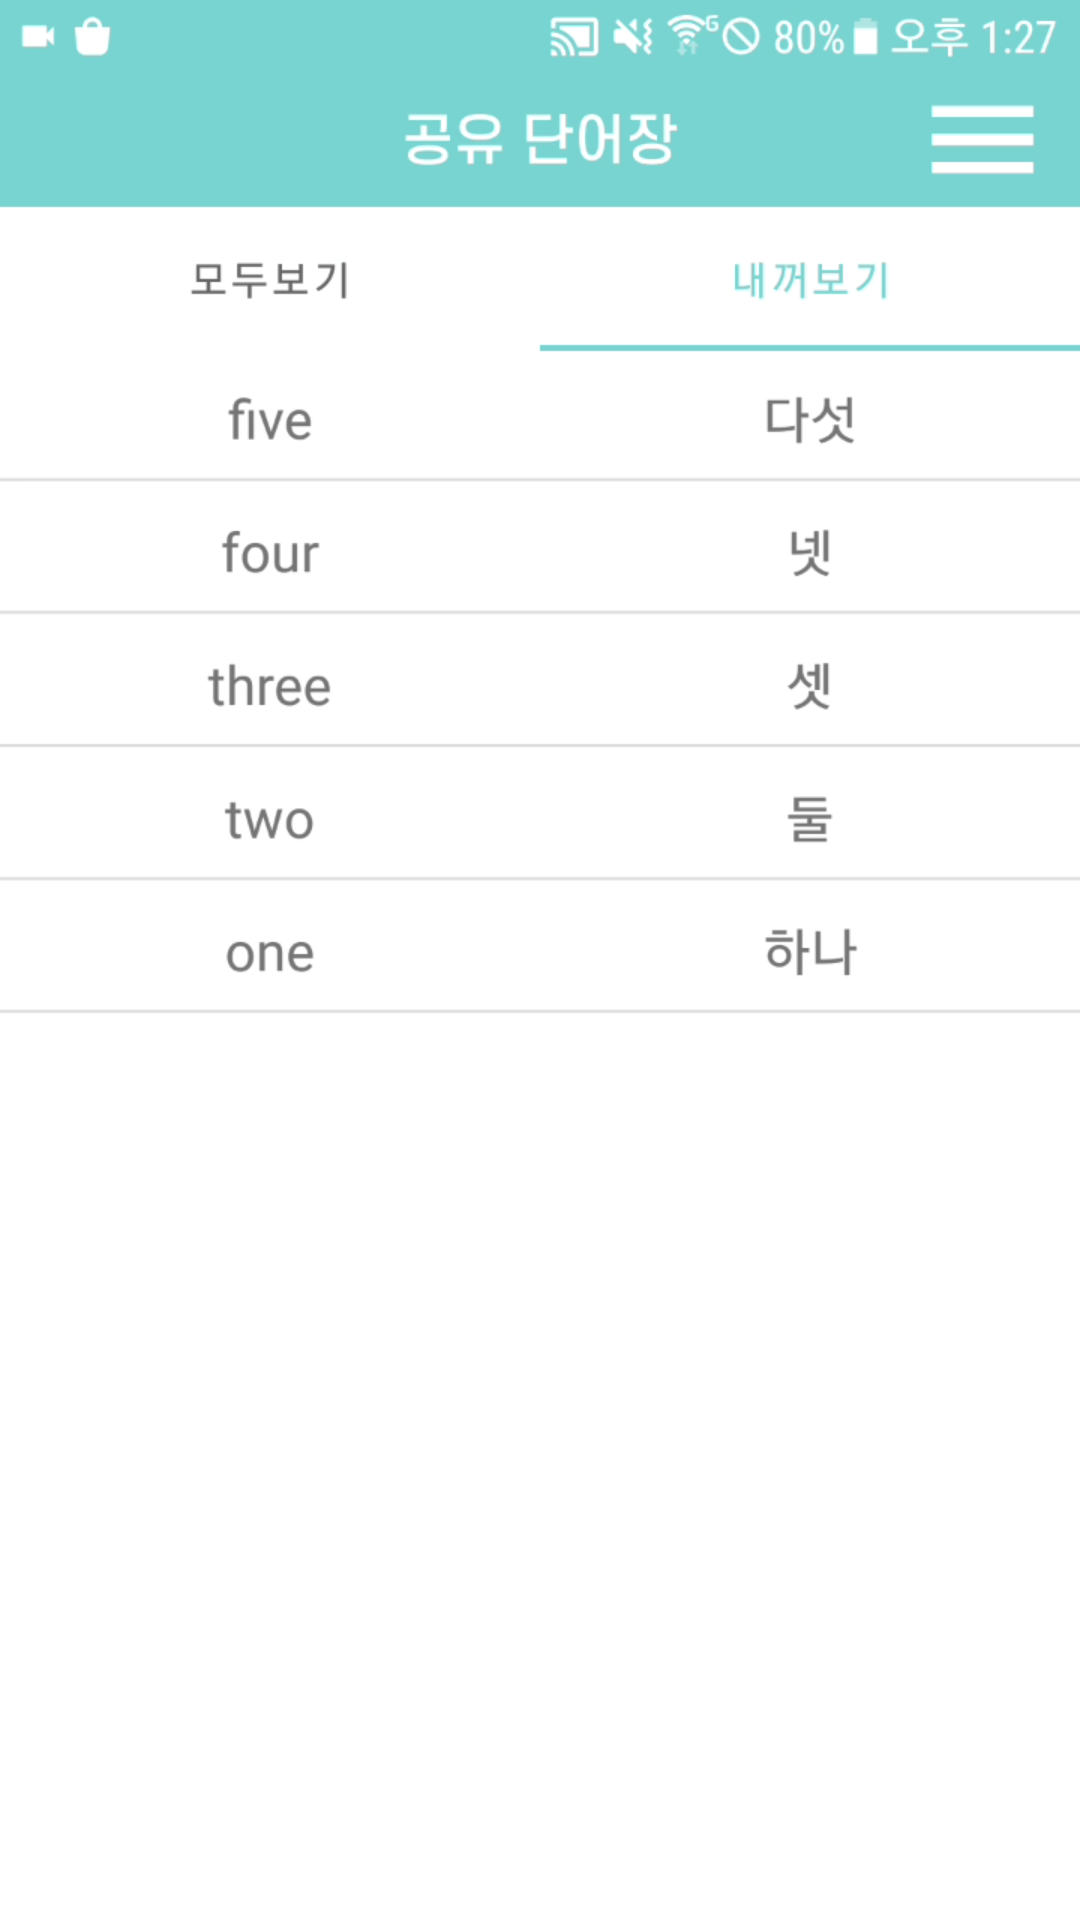 80% 오후 1:27
공유 단어장
모두보기 내꺼보기
five 다섯
four 넷
three 셋
two 둘
one 하나